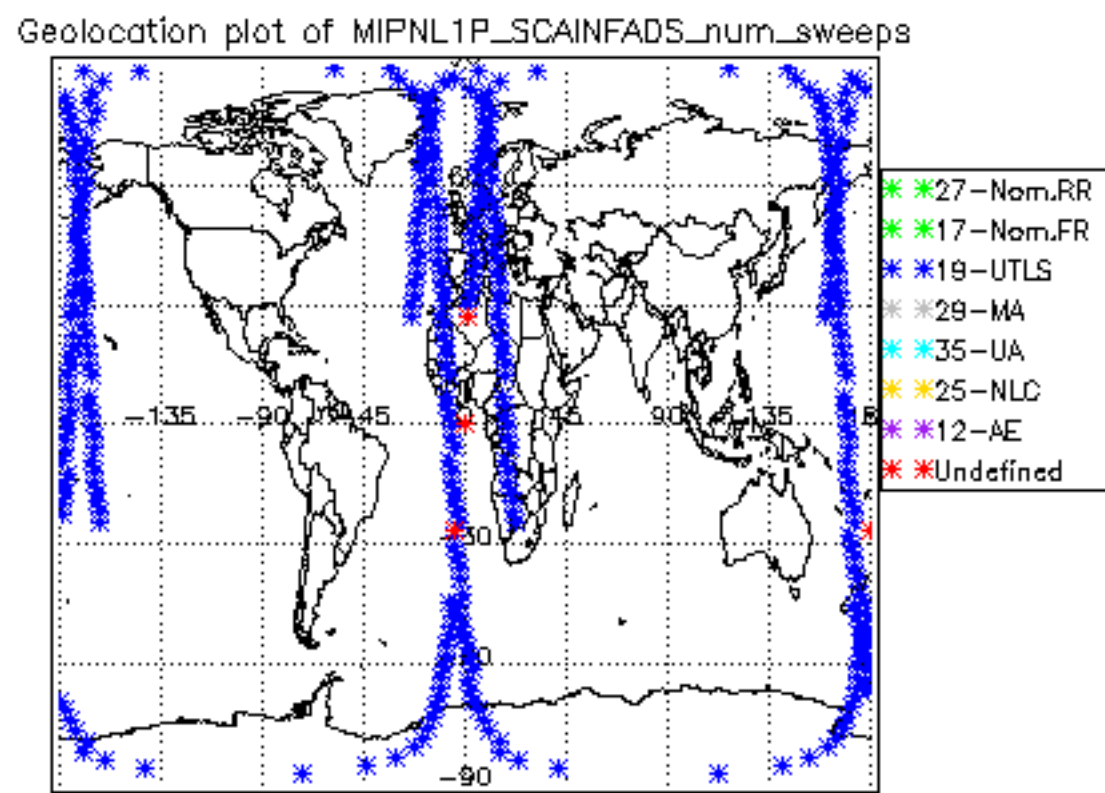 Geolocation plot of MIPNL1P_SCAINFADS_num_sweeps
27-Nom.RR
17-Nom.FR
19-UTLS
29-MA
35-UA
25-NLC
12-AE
Undefined
-135 -90 45 45 90 135
-30
-90